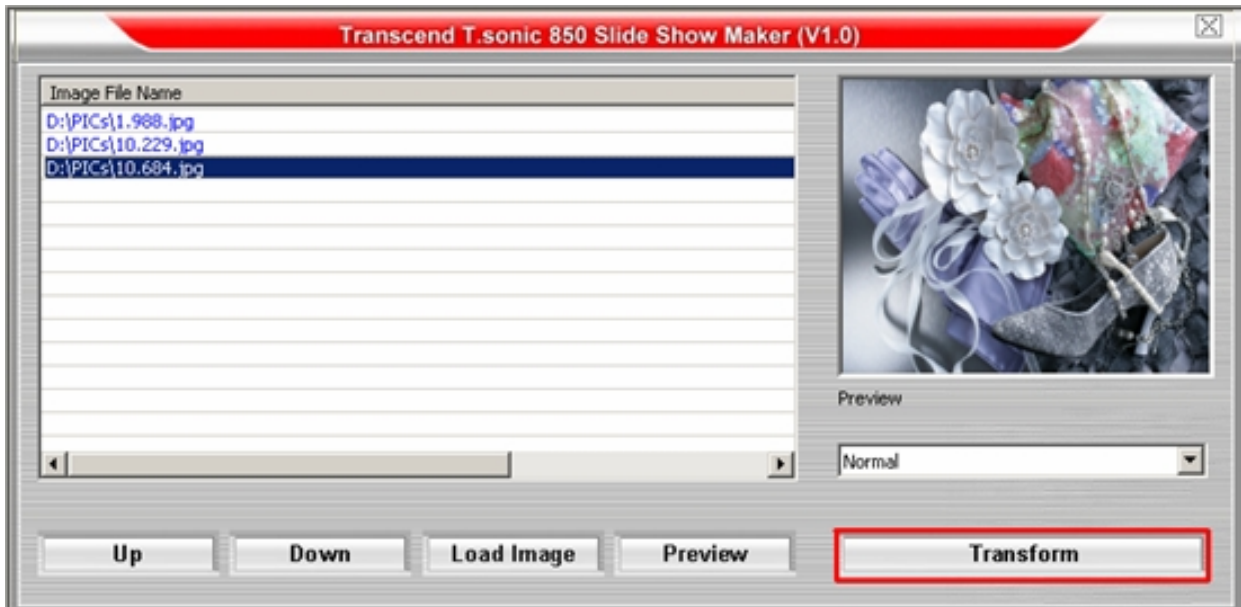 Transcend T.sonic 850 Slide Show Maker (V1.0)
Image File Name
D:\PICs\1.988.jpg
D:\PICs\10.229.jpg
D:\PICs\10.684.jpg
Preview
Normal
Up
Down
Load Image
Preview
Transform